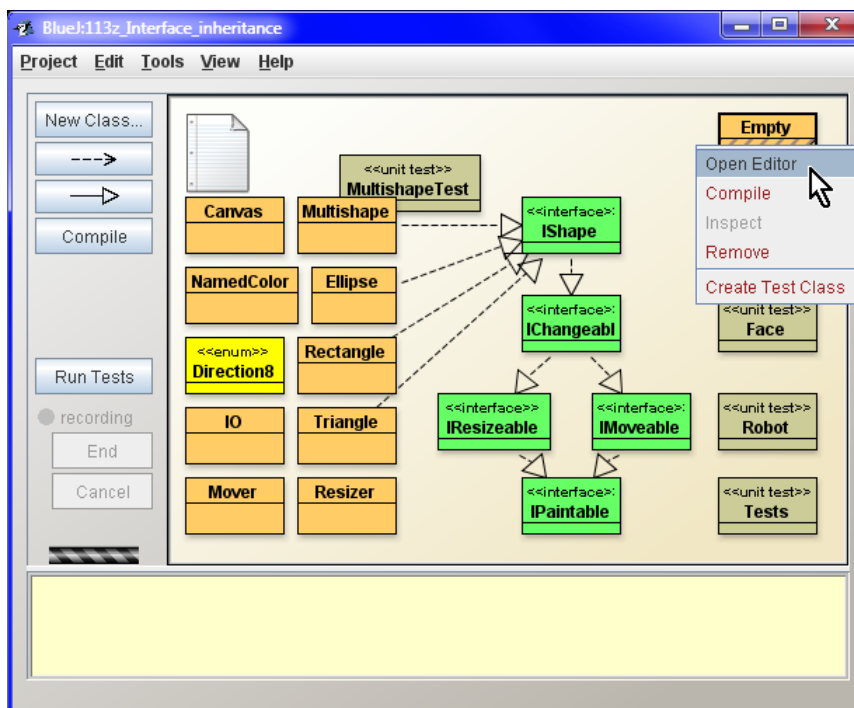 BlueJ:113z_Interface_inheritance
Project Edit Tools View Help
New Class...
Compile
Run Tests
recording
End
Cancel
Empty
Open Editor
Compile
Inspect
Remove
Create Test Class
<<unit test>>
MultishapeTest
Canvas
Multishape
<<interface>:
IShape
NamedColor
Ellipse
<<interface>:
IChangeabl
<<unit test>>
Face
<<enum>>
Direction8
Rectangle
IO
Triangle
<<interface>>
IResizeable
<<interface>:
IMoveable
<<unit test>>
Robot
Mover
Resizer
<<interface>:
IPaintable
<<unit test>>
Tests